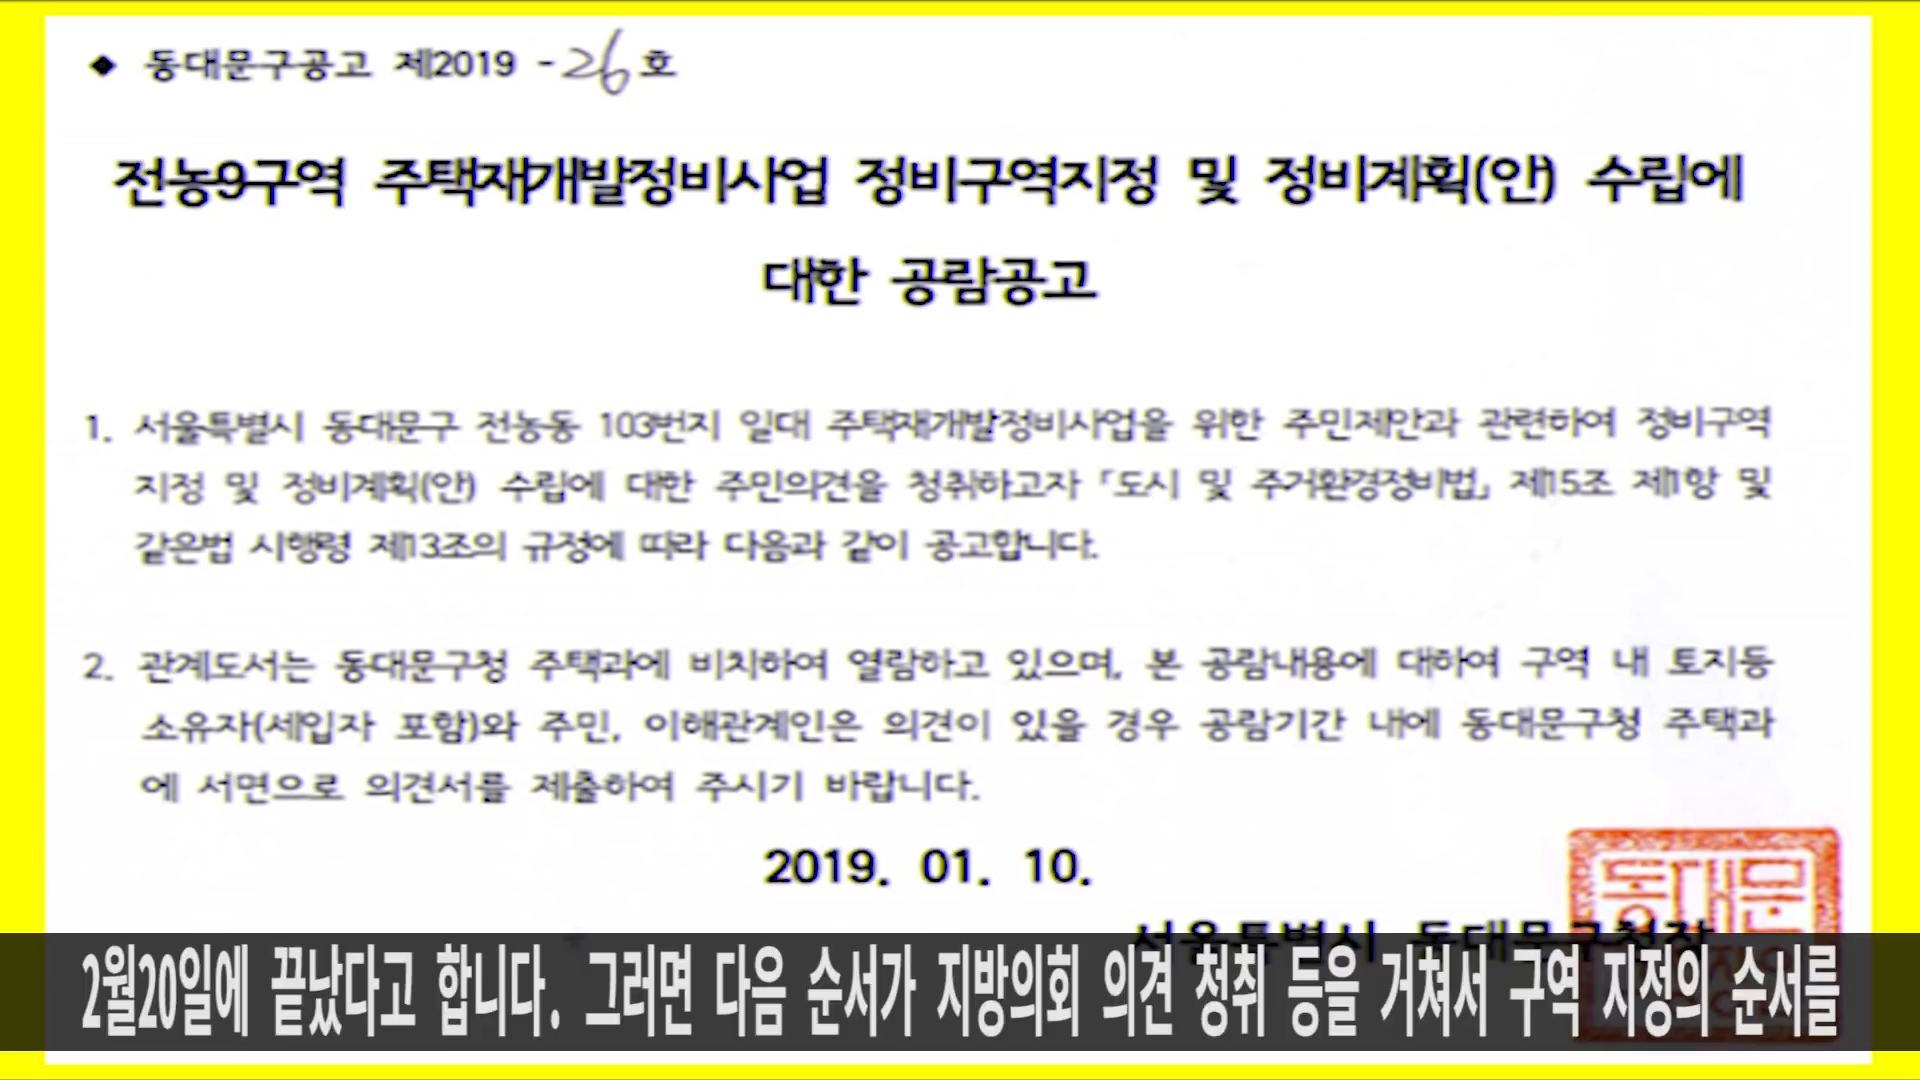 ◆ 동대문구공고 제2019 - 26호
전농9구역 주택재개발정비사업 정비구역지정 및 정비계획(안) 수립에
대한 공람공고
1. 서울특별시 동대문구 전농동 103번지 일대 주택재개발정비사업을 위한 주민제안과 관련하여 정비구역
지정 및 정비계획(안) 수립에 대한 주민의견을 청취하고자 「도시 및 주거환경정비법」 제15조 제1항 및
같은법 시행령 제13조의 규정에 따라 다음과 같이 공고합니다.
2. 관계도서는 동대문구청 주택과에 비치하여 열람하고 있으며, 본 공람내용에 대하여 구역 내 토지등
소유자(세입자 포함)와 주민, 이해관계인은 의견이 있을 경우 공람기간 내에 동대문구청 주택과
에 서면으로 의견서를 제출하여 주시기 바랍니다.
2019. 01. 10.
서울특별시 동대문구청장
동대문
2월20일에 끝났다고 합니다. 그러면 다음 순서가 지방의회 의견 청취 등을 거쳐서 구역 지정의 순서를